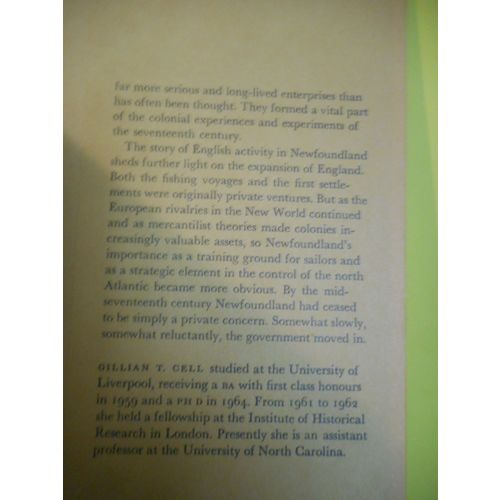 far more serious and long-lived enterprises than
has often been thought. They formed a vital part
of the colonial experiences and experiments of
the seventeenth century.
The story of English activity in Newfoundland
sheds further light on the expansion of England.
Both the fishing voyages and the first settle-
ments were originally private ventures. But as the
European rivalries in the New World continued
and as mercantilist theories made colonies in-
creasingly valuable assets, so Newfoundland's
importance as a training ground for sailors and
as a strategic element in the control of the north
Atlantic became more obvious. By the mid-
seventeenth century Newfoundland had ceased
to be simply a private concern. Somewhat slowly,
somewhat reluctantly, the government moved in.
GILLIAN T. CELL studied at the University of
Liverpool, receiving a BA with first class honours
in 1959 and a PH D in 1964. From 1961 to 1962
she held a fellowship at the Institute of Historical
Research in London. Presently she is an assistant
professor at the University of North Carolina.